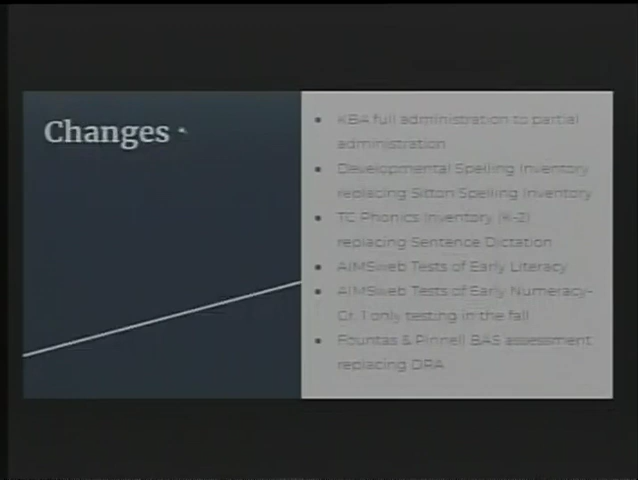 Changes
KBA full administration to partial
administration
Developmental Spelling Inventory
replacing Sitton Spelling Inventory
TC Phonics Inventory (K-2)
replacing Sentence Dictation
AIMSweb Tests of Early Literacy
AIMSweb Tests of Early Numeracy-
Gr. 1 only testing in the fall
Fountas & Pinnell BAS assessment
replacing DRA